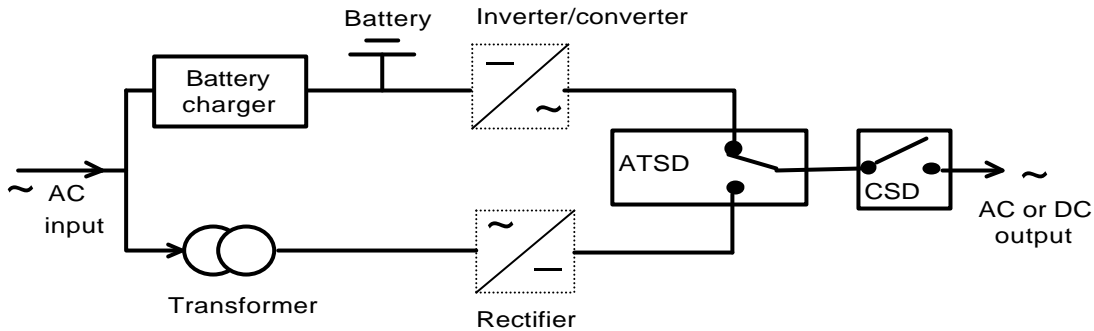 Battery
Inverter/converter
Battery
charger
~
ATSD
CSD
~
AC
input
~
AC or DC
output
~
Transformer
Rectifier